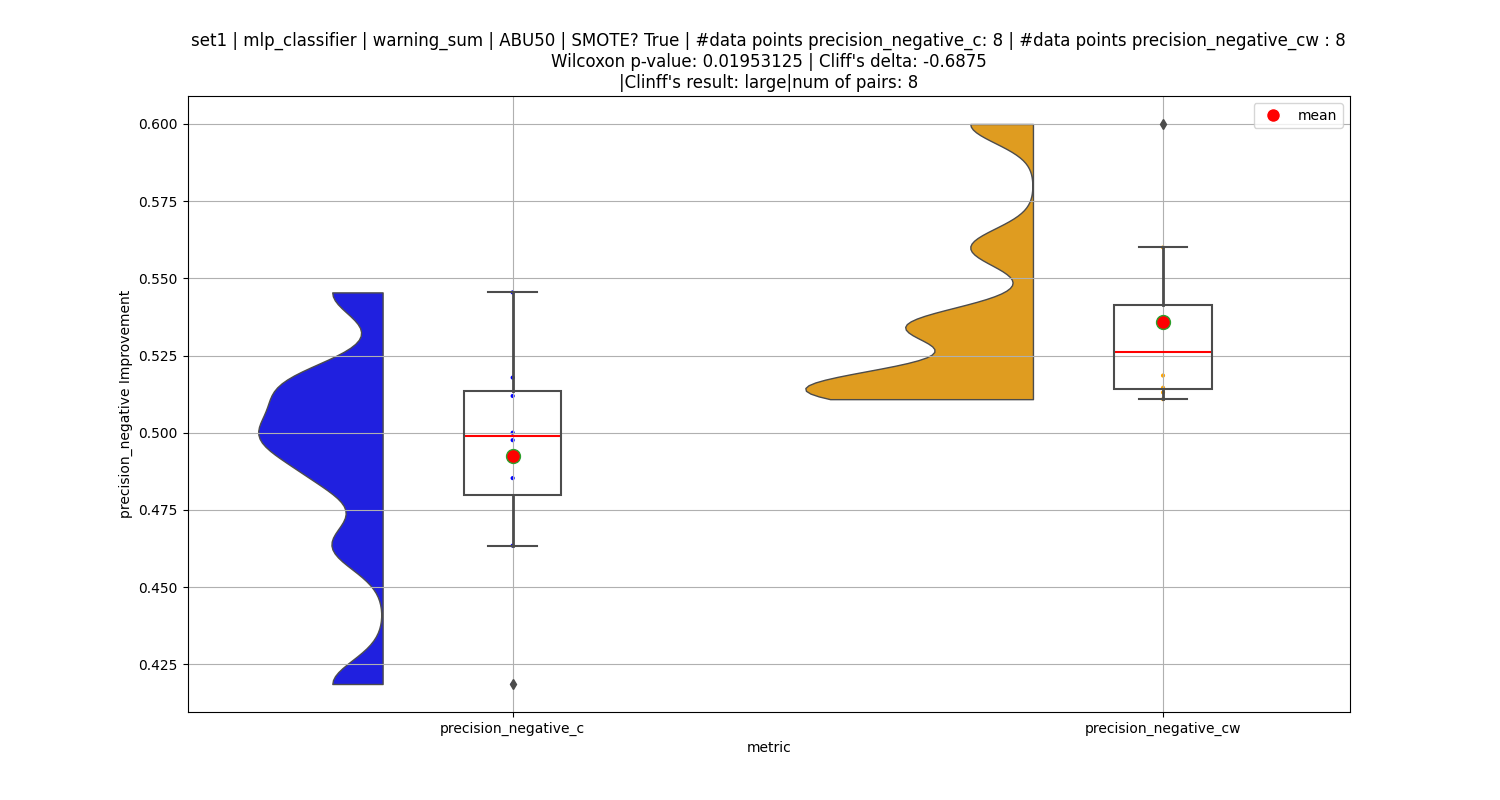 set1 | mlp_classifier | warning_sum | ABU50 | SMOTE? True | #data points precision_negative_c: 8 | #data points precision_negative_cw : 8
Wilcoxon p-value: 0.01953125 | Cliff's delta: -0.6875
|Clinff's result: large|num of pairs: 8
mean
0.600
0.575
0.550
0.525
0.500
0.475
0.450
0.425
precision_negative Improvement
precision_negative_c
precision_negative_cw
metric